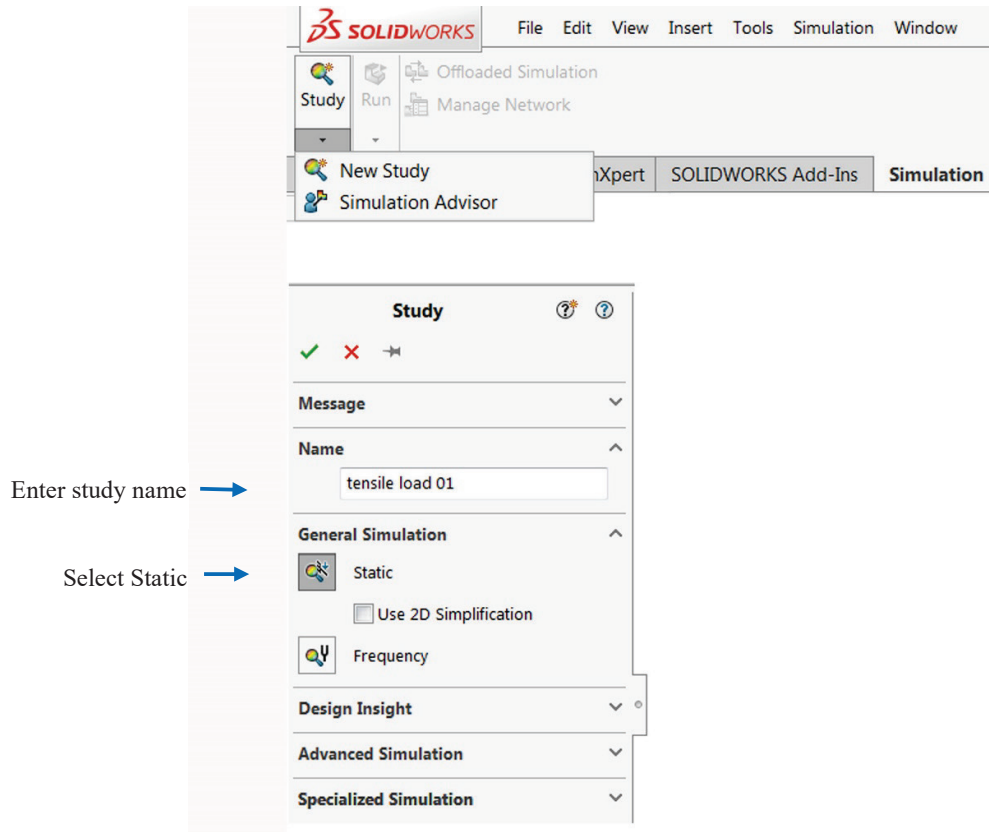 SOLIDWORKS File Edit View Insert Tools Simulation Window
Study Run Offloaded Simulation
Manage Network
New Study
Simulation Advisor
nXpert SOLIDWORKS Add-Ins Simulation
Study
Message
Name
Enter study name tensile load 01
General Simulation
Select Static Static
Use 2D Simplification
Frequency
Design Insight
Advanced Simulation
Specialized Simulation